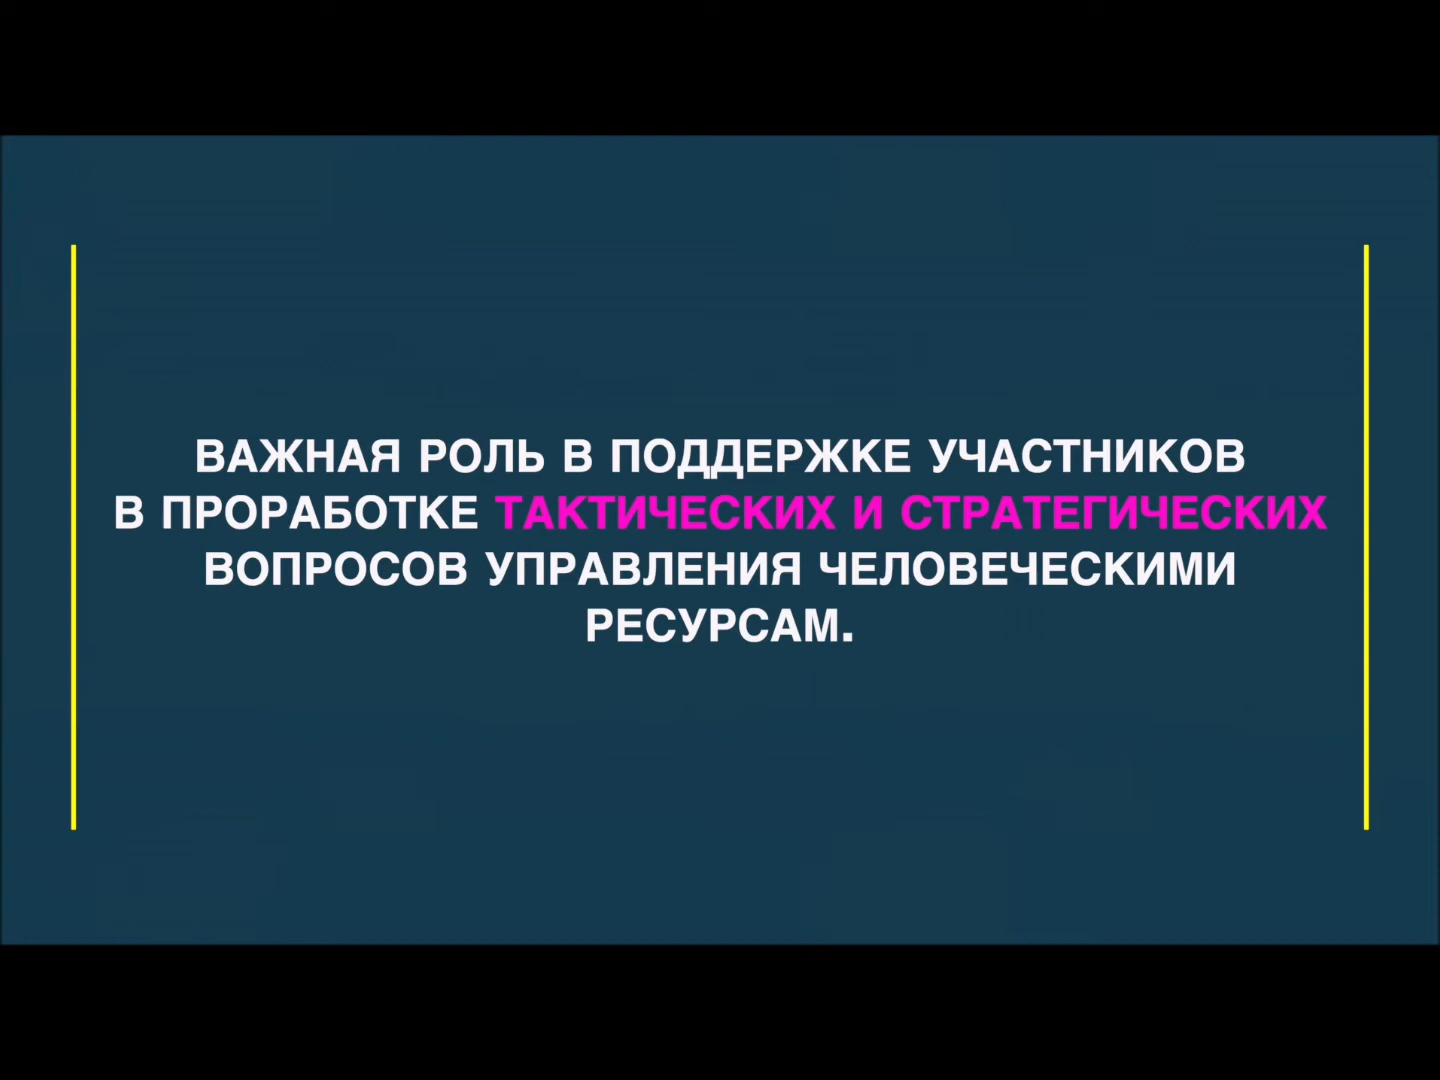 ВАЖНАЯ РОЛЬ В ПОДДЕРЖКЕ УЧАСТНИКОВ
В ПРОРАБОТКЕ ТАКТИЧЕСКИХ И СТРАТЕГИЧЕСКИХ
ВОПРОСОВ УПРАВЛЕНИЯ ЧЕЛОВЕЧЕСКИМИ
РЕСУРСАМ.